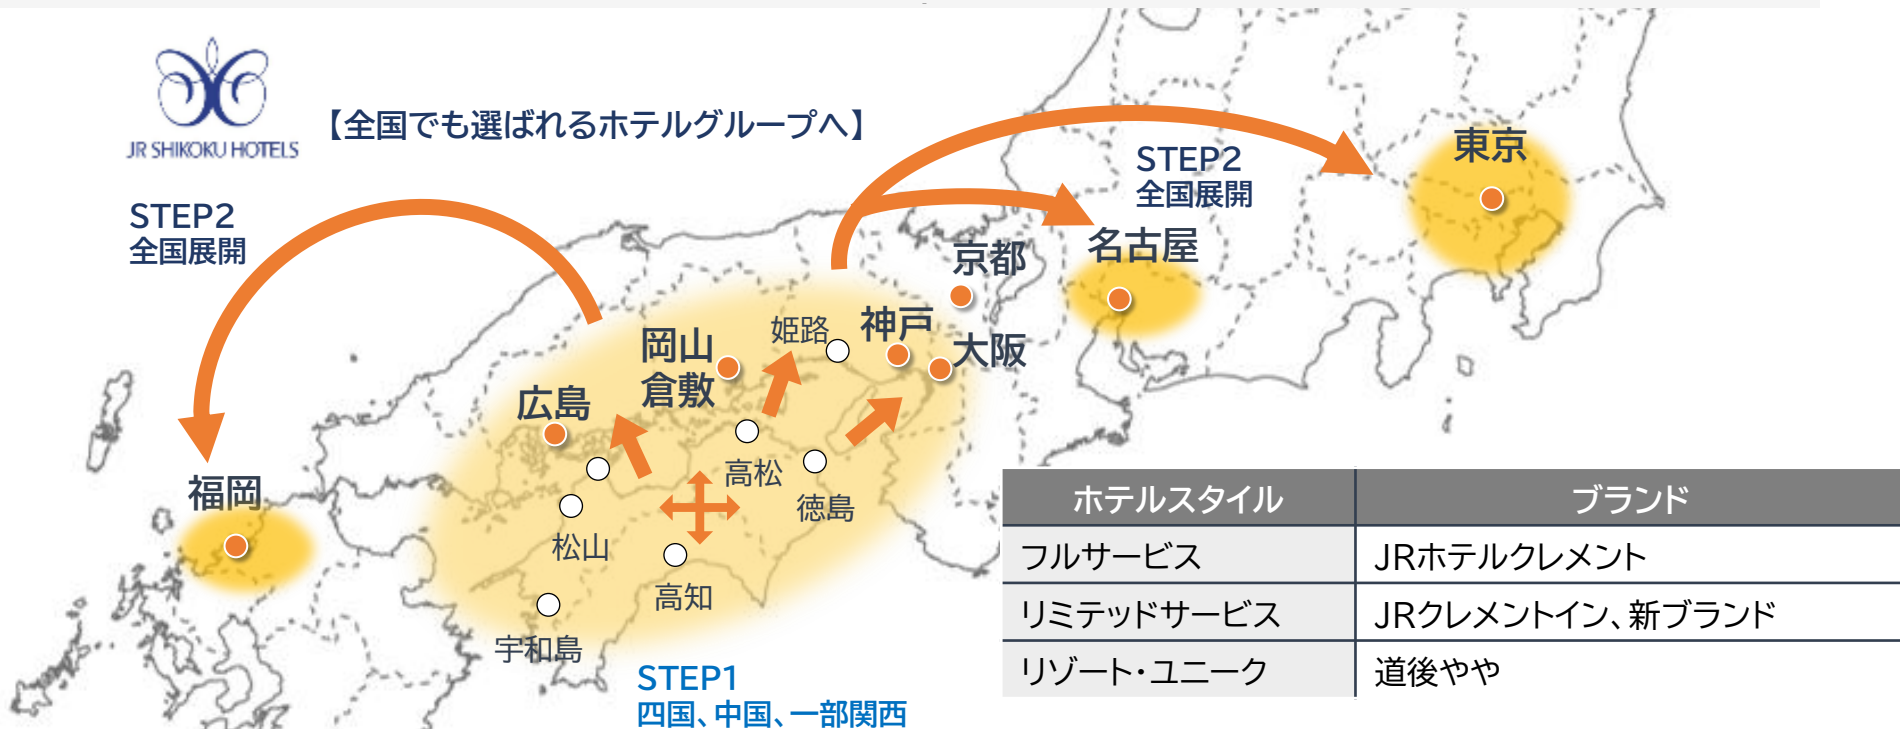 JR SHIKOKU HOTELS
【全国でも選ばれるホテルグループへ】
STEP2
全国展開
STEP2
全国展開
東京
名古屋
京都
神戸
大阪
姫路
岡山
倉敷
広島
福岡
高松
徳島
松山
高知
宇和島
STEP1
四国、中国、一部関西
ホテルスタイル ブランド
フルサービス JRホテルクレメント
リミテッドサービス JRクレメントイン、新ブランド
リゾート・ユニーク 道後やや